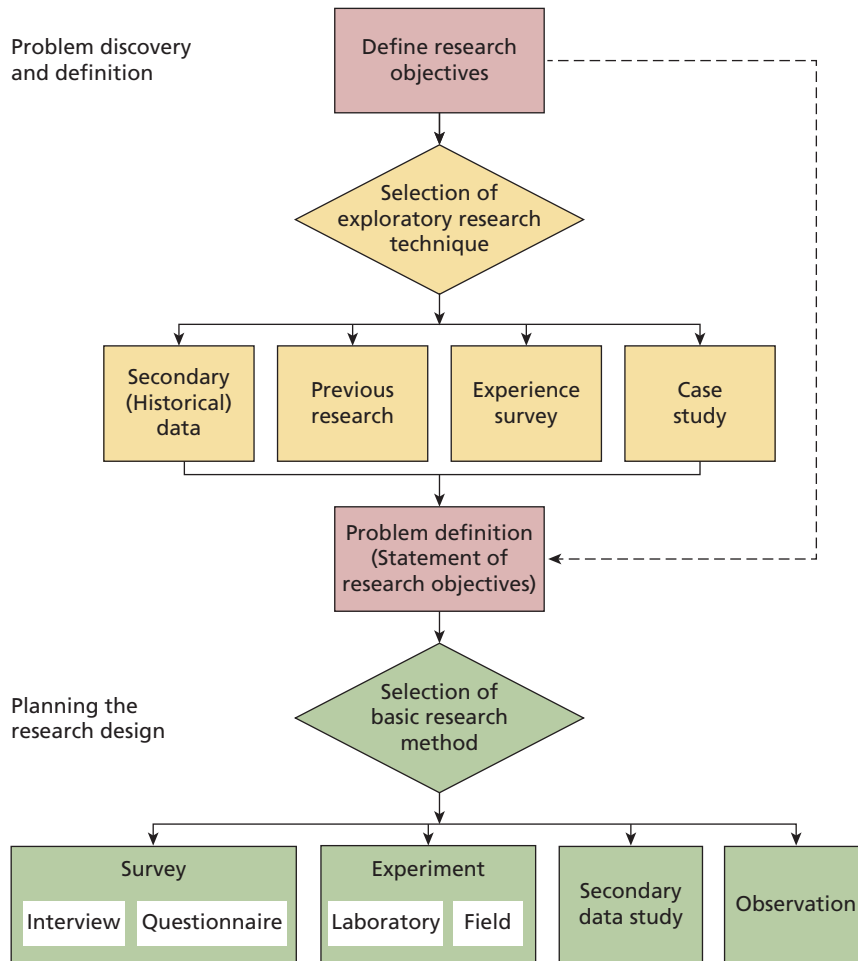 Problem discovery
and definition
Define research
objectives
Selection of
exploratory research
technique
Secondary
(Historical)
data
Previous
research
Experience
survey
Case
study
Problem definition
(Statement of
research objectives)
Planning the
research design
Selection of
basic research
method
Survey
Interview
Questionnaire
Experiment
Laboratory
Field
Secondary
data study
Observation